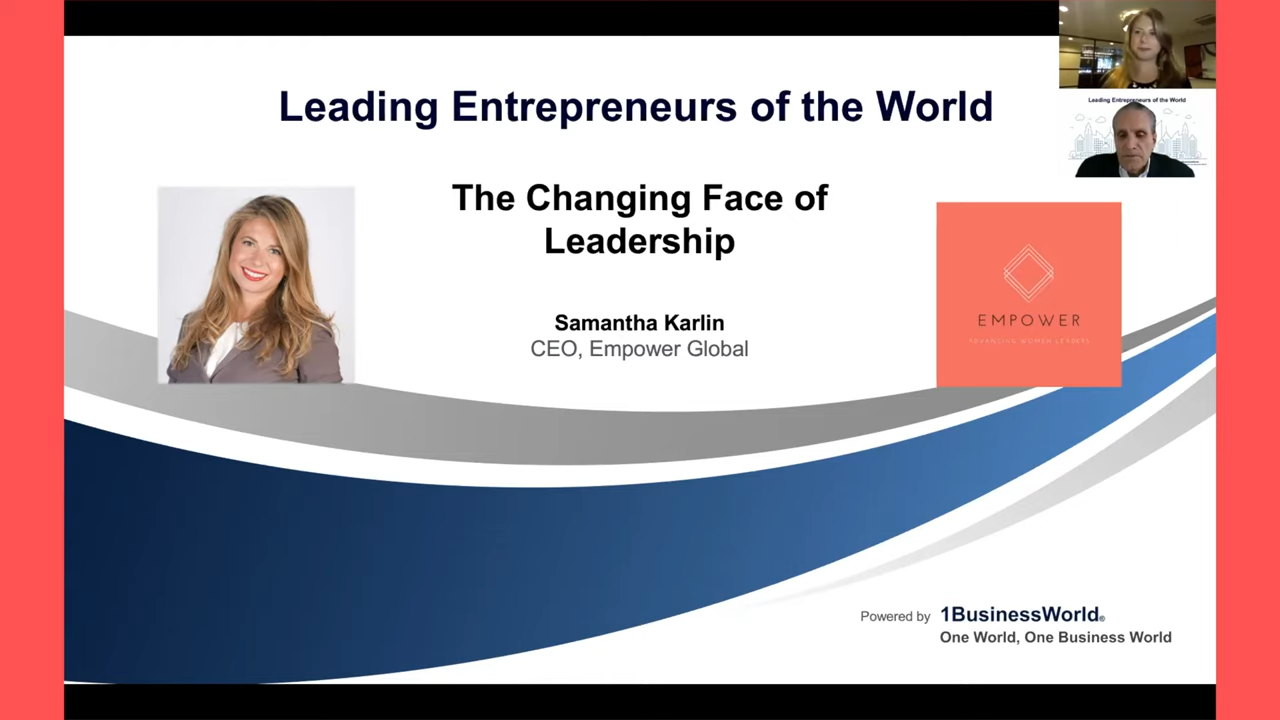 Leading Entrepreneurs of the World
Leading Entrepreneurs of the World
The Changing Face of
Leadership
Samantha Karlin
CEO, Empower Global
EMPOWER
ADVANCING WOMEN LEADERS
Powered by 1BusinessWorld®
One World, One Business World